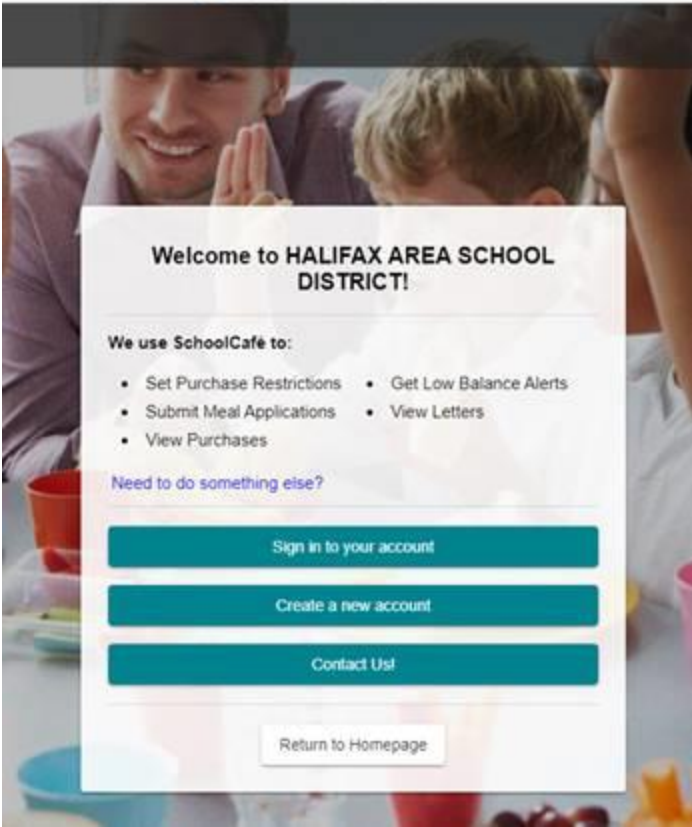 Welcome to HALIFAX AREA SCHOOL
DISTRICT!
We use SchoolCafé to:
• Set Purchase Restrictions
• Submit Meal Applications
• View Purchases
• Get Low Balance Alerts
• View Letters
Need to do something else?
Sign in to your account
Create a new account
Contact Us!
Return to Homepage